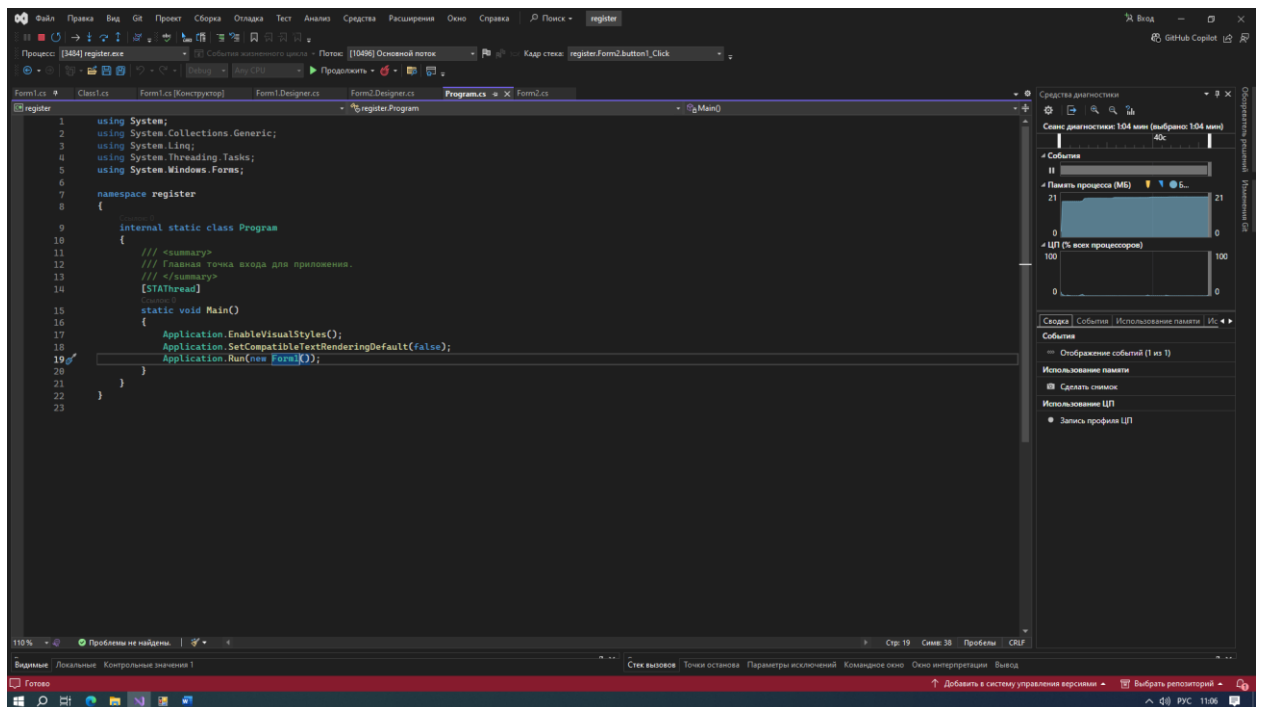 Файл Правка Вид Git Проект Сборка Отладка Тест Анализ Средства Расширения Окно Справка Поиск register Вход
GitHub Copilot
Процесс: [3484] register.exe События жизненного цикла Поток: [10496] Основной поток Кадр стека: register.Form2.button1_Click
Debug Any CPU Продолжить
Form1.cs Class1.cs Form1.cs [Конструктор] Form1.Designer.cs Form2.Designer.cs Program.cs Form2.cs
register register.Program Main()
1 using System;
2 using System.Collections.Generic;
3 using System.Linq;
4 using System.Threading.Tasks;
5 using System.Windows.Forms;
6
7 namespace register
8 {
Ссылок: 0
9 internal static class Program
10 {
11 /// <summary>
12 /// Главная точка входа для приложения.
13 /// </summary>
14 [STAThread]
Ссылок: 0
15 static void Main()
16 {
17 Application.EnableVisualStyles();
18 Application.SetCompatibleTextRenderingDefault(false);
19 Application.Run(new Form1());
20 }
21 }
22 }
23
Средства диагностики
Сеанс диагностики: 1:04 мин (выбрано: 1:04 мин)
40с
События
Память процесса (МБ) Б...
21 21
0 0
ЦП (% всех процессоров)
100 100
0 0
Сводка События Использование памяти Ис
События
Отображение событий (1 из 1)
Использование памяти
Сделать снимок
Использование ЦП
Запись профиля ЦП
Обозреватель решений
Изменения Git
110 % Проблемы не найдены. Стр: 19 Симв: 38 Пробелы CRLF
Видимые Локальные Контрольные значения 1 Стек вызовов Точки останова Параметры исключений Командное окно Окно интерпретации Вывод
Готово Добавить в систему управления версиями Выбрать репозиторий
РУС 11:06